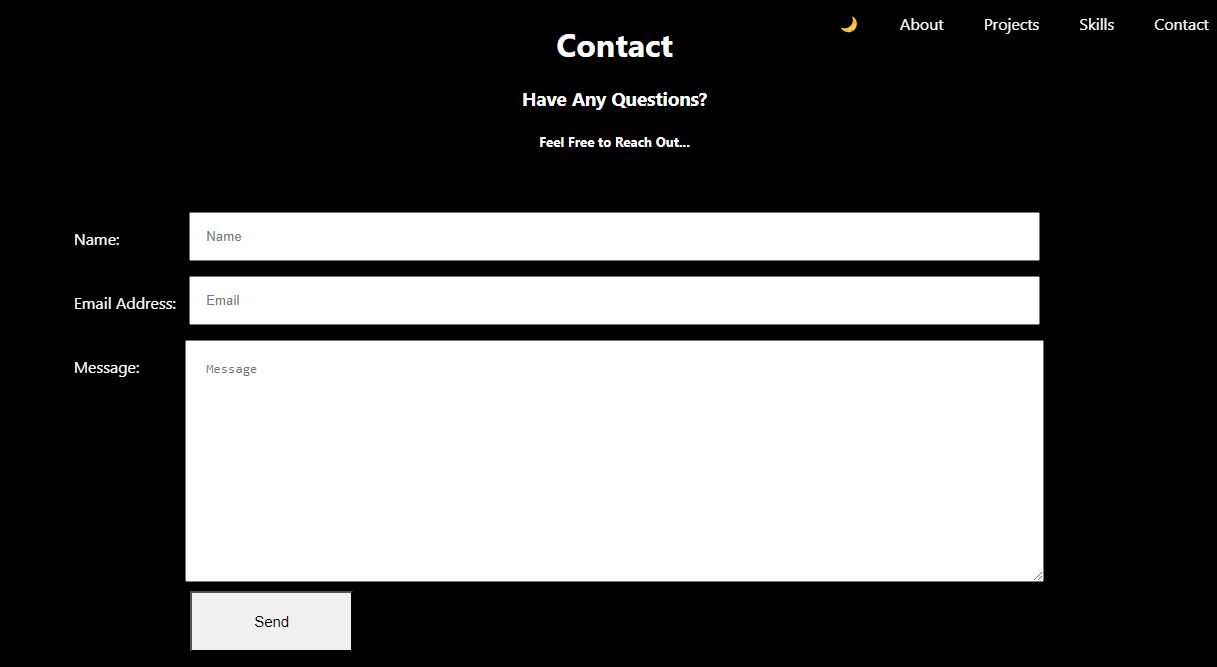 🌙 About Projects Skills Contact
Contact
Have Any Questions?
Feel Free to Reach Out...
Name: Name
Email Address: Email
Message: Message
Send